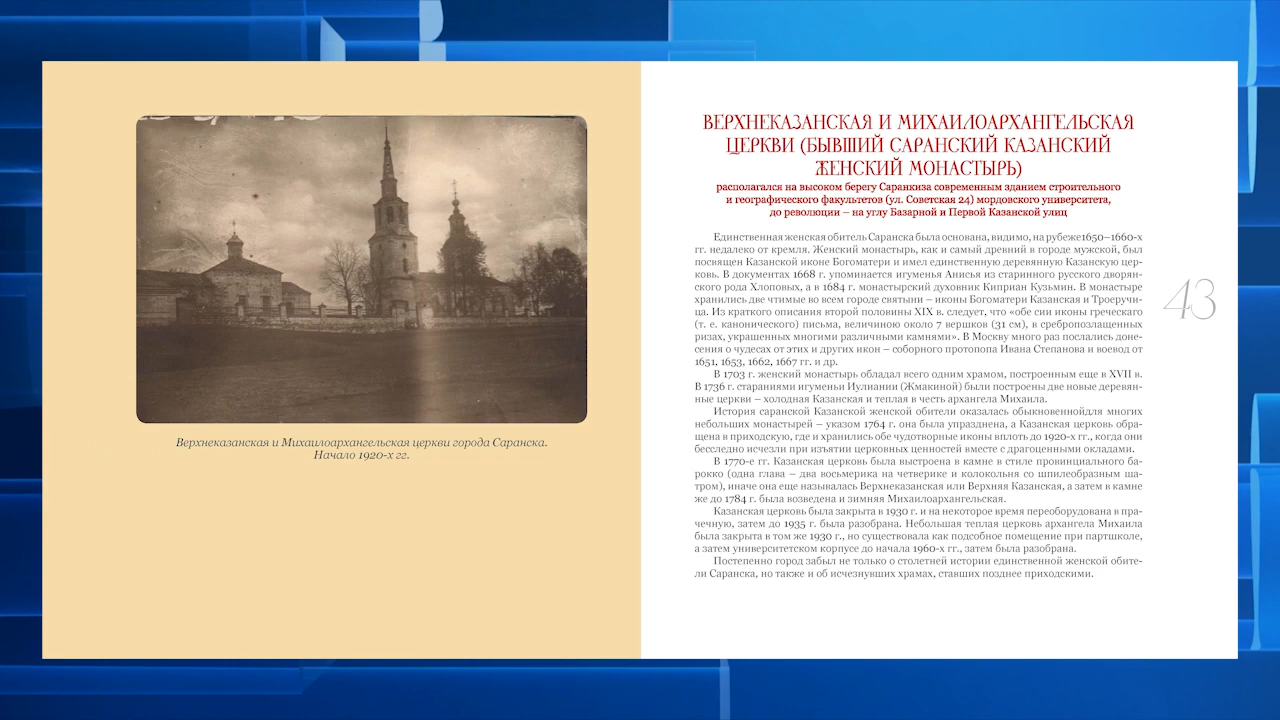 Верхнеказанская и Михаилоархангельская церкви города Саранска.
Начало 1920-х гг.
ВЕРХНЕКАЗАНСКАЯ И МИХАИЛОАРХАНГЕЛЬСКАЯ
ЦЕРКВИ (БЫВШИЙ САРАНСКИЙ КАЗАНСКИЙ
ЖЕНСКИЙ МОНАСТЫРЬ)
располагался на высоком берегу Саранкиза современным зданием строительного
и географического факультетов (ул. Советская 24) мордовского университета,
до революции – на углу Базарной и Первой Казанской улиц
Единственная женская обитель Саранска была основана, видимо, на рубеже1650–1660-х
гг. недалеко от кремля. Женский монастырь, как и самый древний в городе мужской, был
посвящен Казанской иконе Богоматери и имел единственную деревянную Казанскую цер-
ковь. В документах 1668 г. упоминается игуменья Анисья из старинного русского дворян-
ского рода Хлоповых, а в 1684 г. монастырский духовник Киприан Кузьмин. В монастыре
хранились две чтимые во всем городе святыни – иконы Богоматери Казанская и Троеручи-
ца. Из краткого описания второй половины XIX в. следует, что «обе сии иконы греческаго
(т. е. канонического) письма, величиною около 7 вершков (31 см), в сребропозлащенных
ризах, украшенных многими различными камнями». В Москву много раз послались доне-
сения о чудесах от этих и других икон – соборного протопопа Ивана Степанова и воевод от
1651, 1653, 1662, 1667 гг. и др.
В 1703 г. женский монастырь обладал всего одним храмом, построенным еще в XVII в.
В 1736 г. стараниями игуменьи Иулиании (Жмакиной) были построены две новые деревян-
ные церкви – холодная Казанская и теплая в честь архангела Михаила.
История саранской Казанской женской обители оказалась обыкновеннойдля многих
небольших монастырей – указом 1764 г. она была упразднена, а Казанская церковь обра-
щена в приходскую, где и хранились обе чудотворные иконы вплоть до 1920-х гг., когда они
бесследно исчезли при изъятии церковных ценностей вместе с драгоценными окладами.
В 1770-е гг. Казанская церковь была выстроена в камне в стиле провинциального ба-
рокко (одна глава – два восьмерика на четверике и колокольня со шпилеобразным ша-
тром), иначе она еще называлась Верхнеказанская или Верхняя Казанская, а затем в камне
же до 1784 г. была возведена и зимняя Михаилоархангельская.
Казанская церковь была закрыта в 1930 г. и на некоторое время переоборудована в пра-
чечную, затем до 1935 г. была разобрана. Небольшая теплая церковь архангела Михаила
была закрыта в том же 1930 г., но существовала как подсобное помещение при партшколе,
а затем университетском корпусе до начала 1960-х гг., затем была разобрана.
Постепенно город забыл не только о столетней истории единственной женской обите-
ли Саранска, но также и об исчезнувших храмах, ставших позднее приходскими.
43